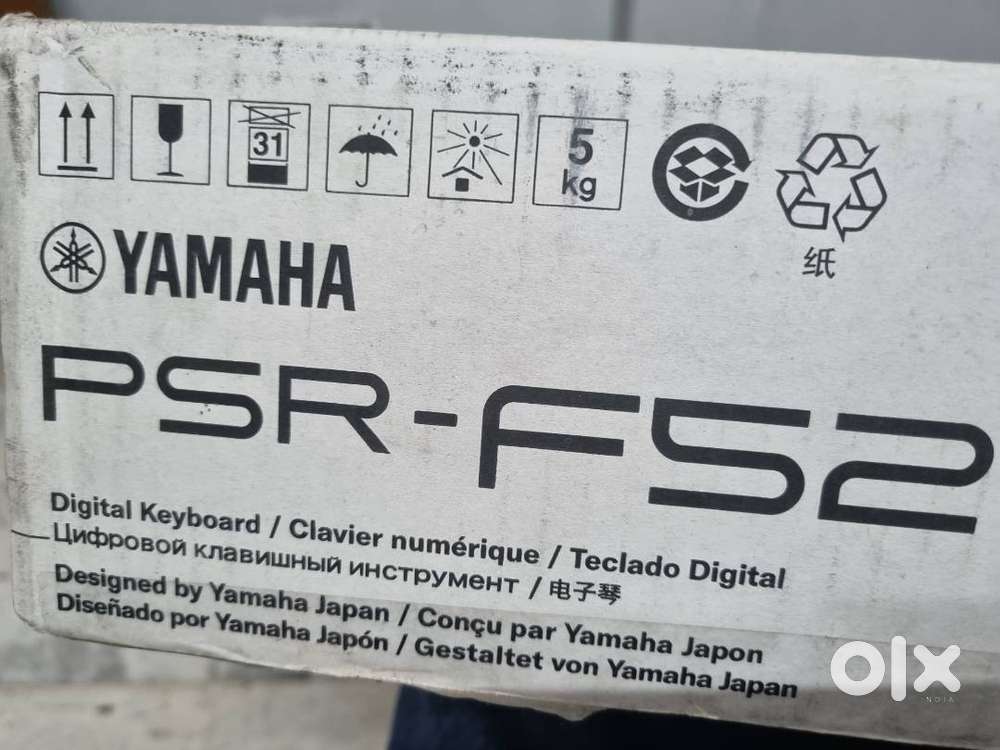 31
5
kg
纸
YAMAHA
PSR-F52
Digital Keyboard / Clavier numérique / Teclado Digital
Цифровой клавишный инструмент / 电子琴
Designed by Yamaha Japan / Conçu par Yamaha Japon
Diseñado por Yamaha Japón / Gestaltet von Yamaha Japan
olx
INDIA